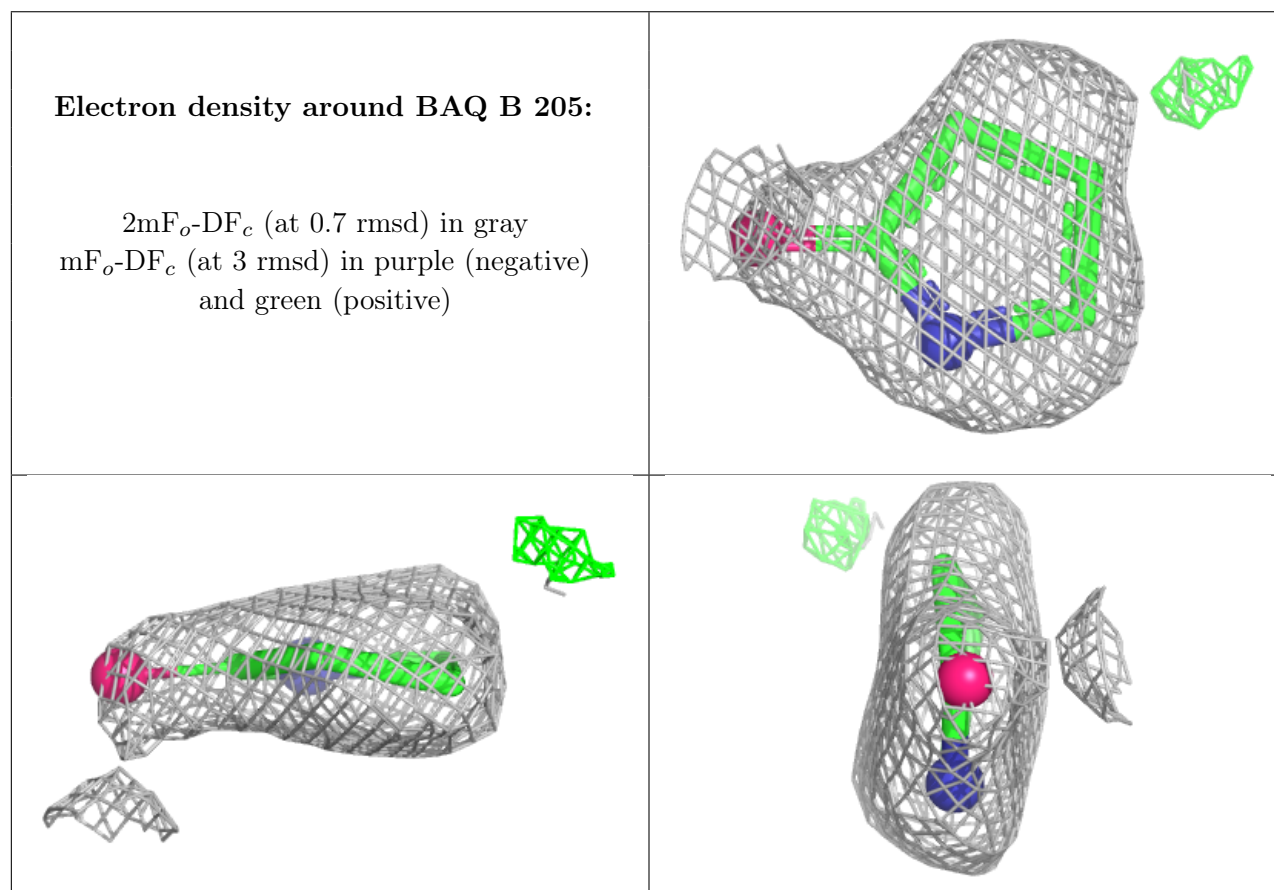 Electron density around BAQ B 205:
2mFo-DFc (at 0.7 rmsd) in gray
mFo-DFc (at 3 rmsd) in purple (negative)
and green (positive)